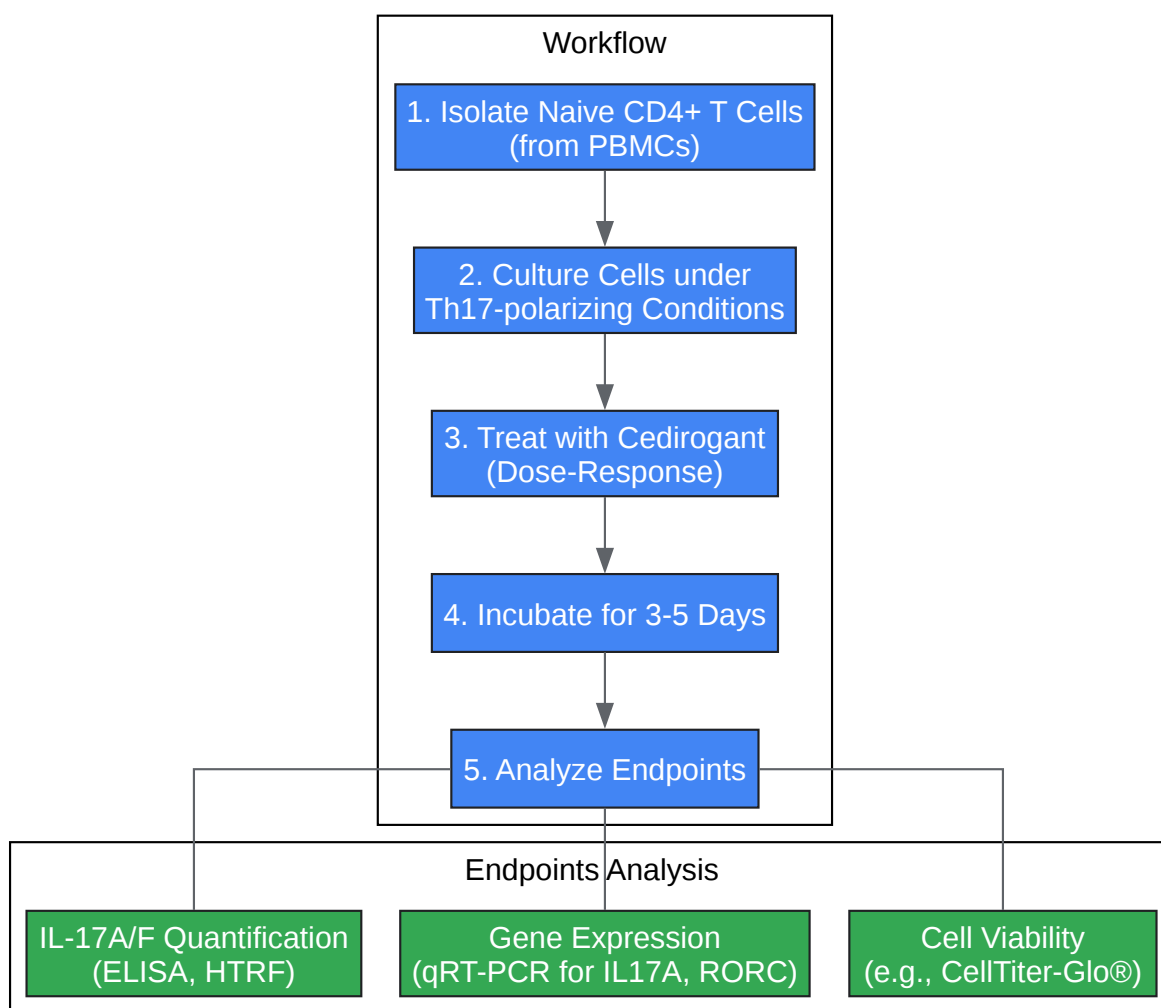 Workflow
1. Isolate Naive CD4+ T Cells
(from PBMCs)
2. Culture Cells under
Th17-polarizing Conditions
3. Treat with Cedirogant
(Dose-Response)
4. Incubate for 3-5 Days
5. Analyze Endpoints
Endpoints Analysis
IL-17A/F Quantification
(ELISA, HTRF)
Gene Expression
(qRT-PCR for IL17A, RORC)
Cell Viability
(e.g., CellTiter-Glo®)